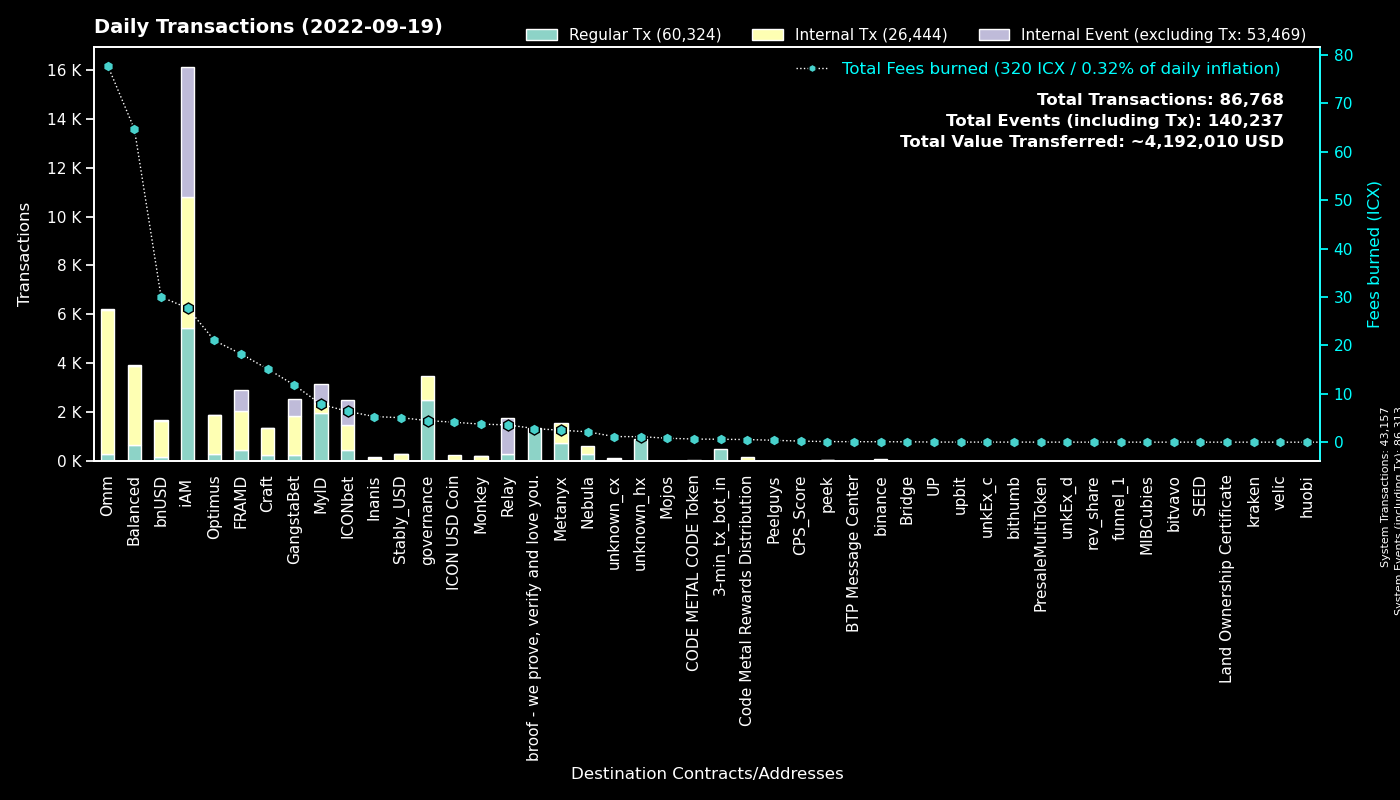 Daily Transactions (2022-09-19)
Regular Tx (60,324)
Internal Tx (26,444)
Internal Event (excluding Tx: 53,469)
Total Fees burned (320 ICX / 0.32% of daily inflation)
Total Transactions: 86,768
Total Events (including Tx): 140,237
Total Value Transferred: ~4,192,010 USD
Transactions
16 K
14 K
12 K
10 K
8 K
6 K
4 K
2 K
0 K
80
70
60
50
40
30
20
10
0
Fees burned (ICX)
Omm
Balanced
bnUSD
iAM
Optimus
FRAMD
Craft
GangstaBet
MyID
ICONbet
Inanis
Stably_USD
governance
ICON USD Coin
Monkey
Relay
broof - we prove, verify and love you.
Metanyx
Nebula
unknown_cx
unknown_hx
Mojos
CODE METAL CODE Token
3-min_tx_bot_in
Code Metal Rewards Distribution
Peelguys
CPS_Score
peek
BTP Message Center
binance
Bridge
UP
upbit
unkEx_c
bithumb
PresaleMultiToken
unkEx_d
rev_share
funnel_1
MIBCubies
bitvavo
SEED
Land Ownership Certificate
kraken
velic
huobi
Destination Contracts/Addresses
System Transactions: 43,157
System Events (including Tx): 86,313